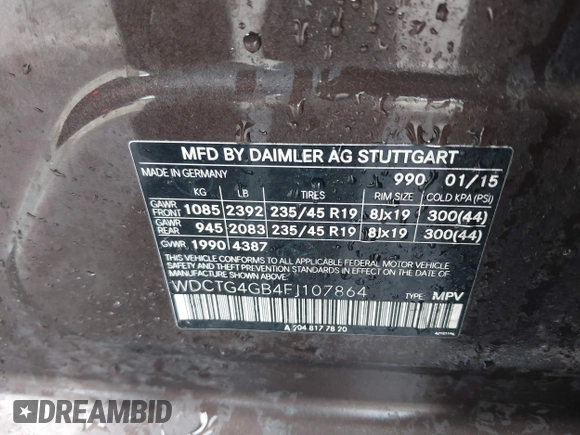 MFD BY DAIMLER AG STUTTGART
MADE IN GERMANY 990 01/15
KG LB TIRES RIM SIZE COLD KPA (PSI)
GAWR FRONT 1085 2392 235/45 R19 8Jx19 300(44)
GAWR REAR 945 2083 235/45 R19 8Jx19 300(44)
GVWR 1990 4387
THIS VEHICLE CONFORMS TO ALL APPLICABLE FEDERAL MOTOR VEHICLE
SAFETY AND THEFT PREVENTION STANDARDS IN EFFECT ON THE DATE OF
MANUFACTURE SHOWN ABOVE.
WDCTG4GB4FJ107864 TYPE: MPV
A 204 817 78 20
DREAMBID